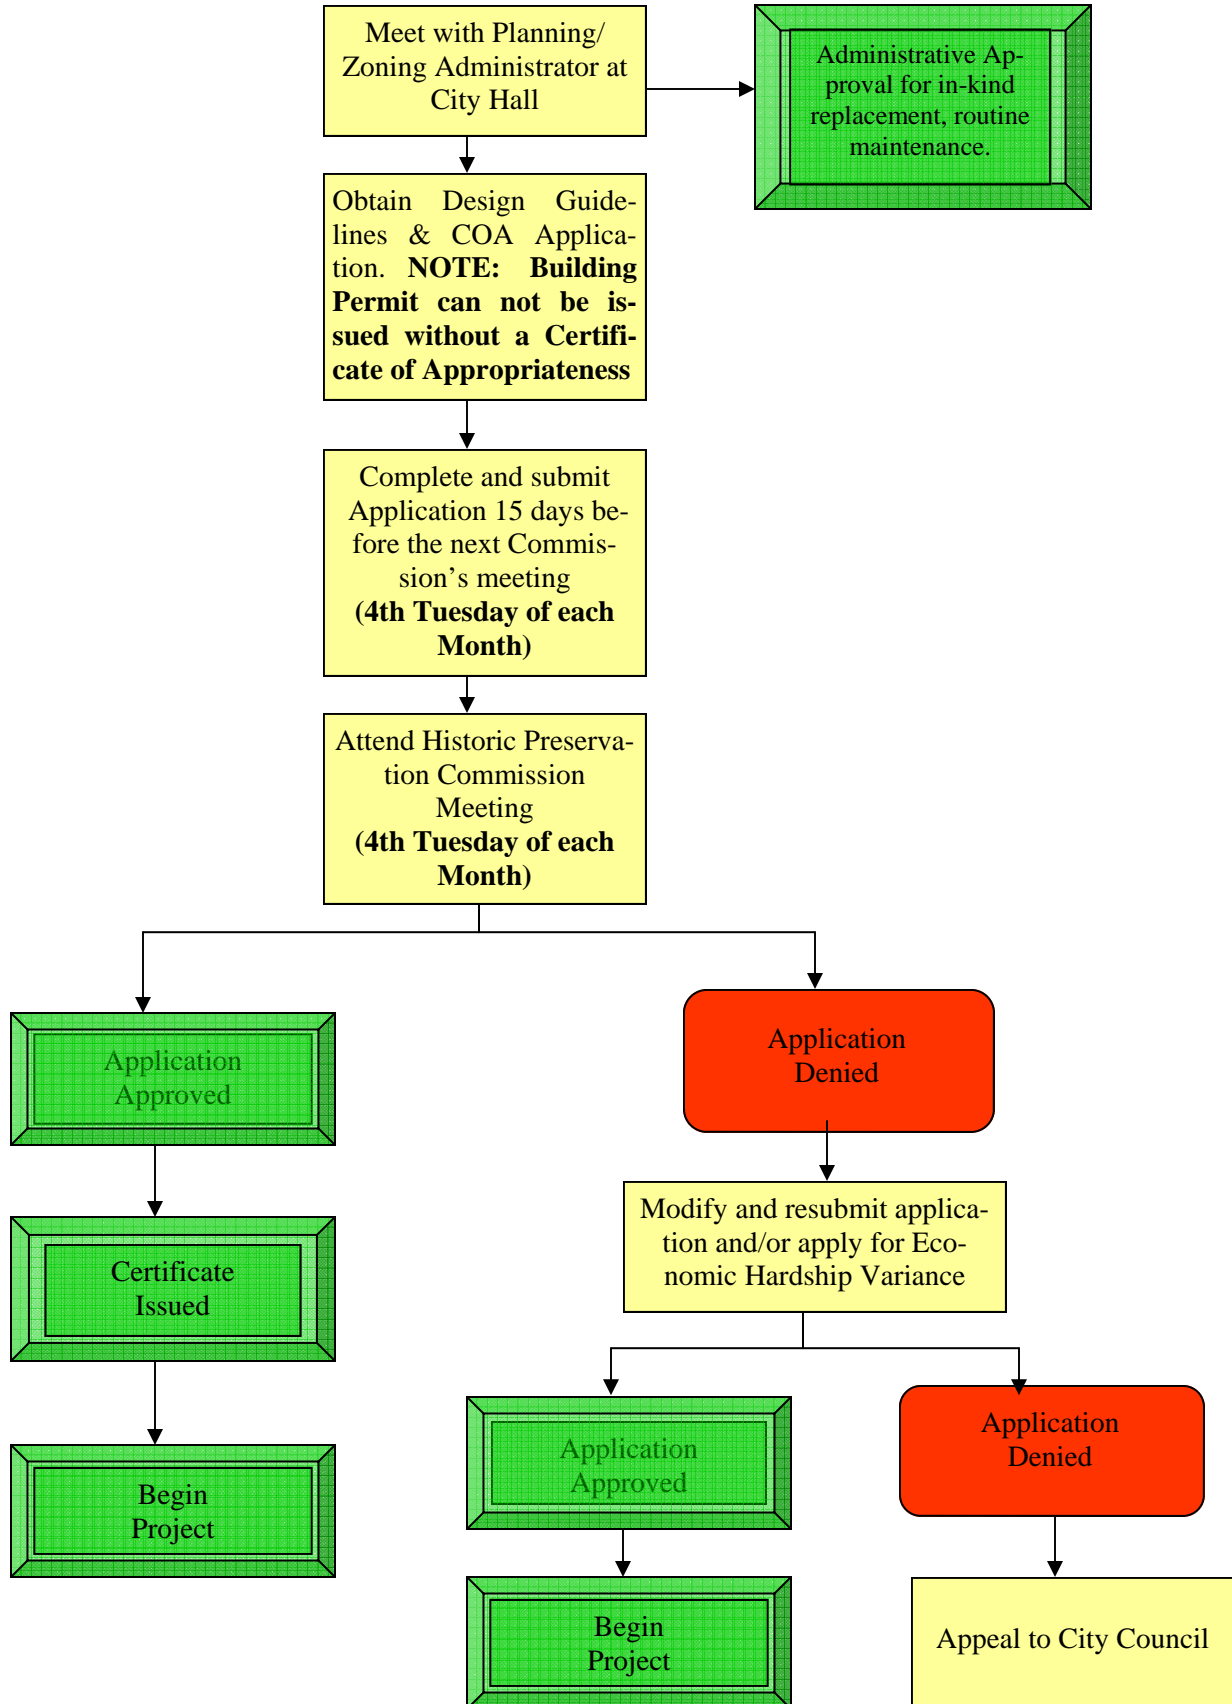 Meet with Planning/
Zoning Administrator at
City Hall
Administrative Ap-
proval for in-kind
replacement, routine
maintenance.
Obtain Design Guide-
lines & COA Applica-
tion. NOTE: Building
Permit can not be is-
sued without a Certifi-
cate of Appropriateness
Complete and submit
Application 15 days be-
fore the next Commis-
sion’s meeting
(4th Tuesday of each
Month)
Attend Historic Preserva-
tion Commission
Meeting
(4th Tuesday of each
Month)
Application
Approved
Application
Denied
Certificate
Issued
Modify and resubmit applica-
tion and/or apply for Eco-
nomic Hardship Variance
Begin
Project
Application
Approved
Application
Denied
Begin
Project
Appeal to City Council